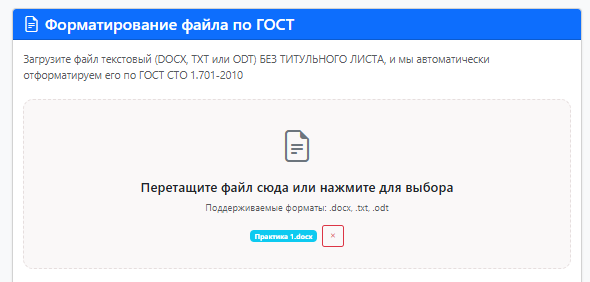 Форматирование файла по ГОСТ
Загрузите файл текстовый (DOCX, TXT или ODT) БЕЗ ТИТУЛЬНОГО ЛИСТА, и мы автоматически
отформатируем его по ГОСТ СТО 1.701-2010
Перетащите файл сюда или нажмите для выбора
Поддерживаемые форматы: .docx, .txt, .odt
Практика 1.docx ×